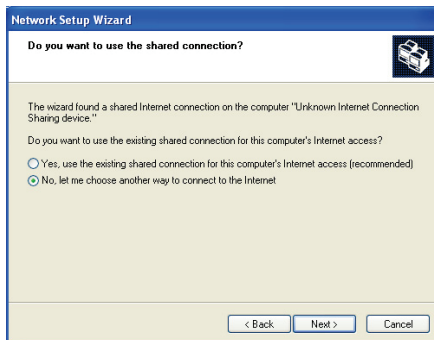 Network Setup Wizard
Do you want to use the shared connection?
The wizard found a shared Internet connection on the computer "Unknown Internet Connection
Sharing device."
Do you want to use the existing shared connection for this computer's Internet access?
Yes, use the existing shared connection for this computer's Internet access (recommended)
No, let me choose another way to connect to the Internet
< Back Next > Cancel